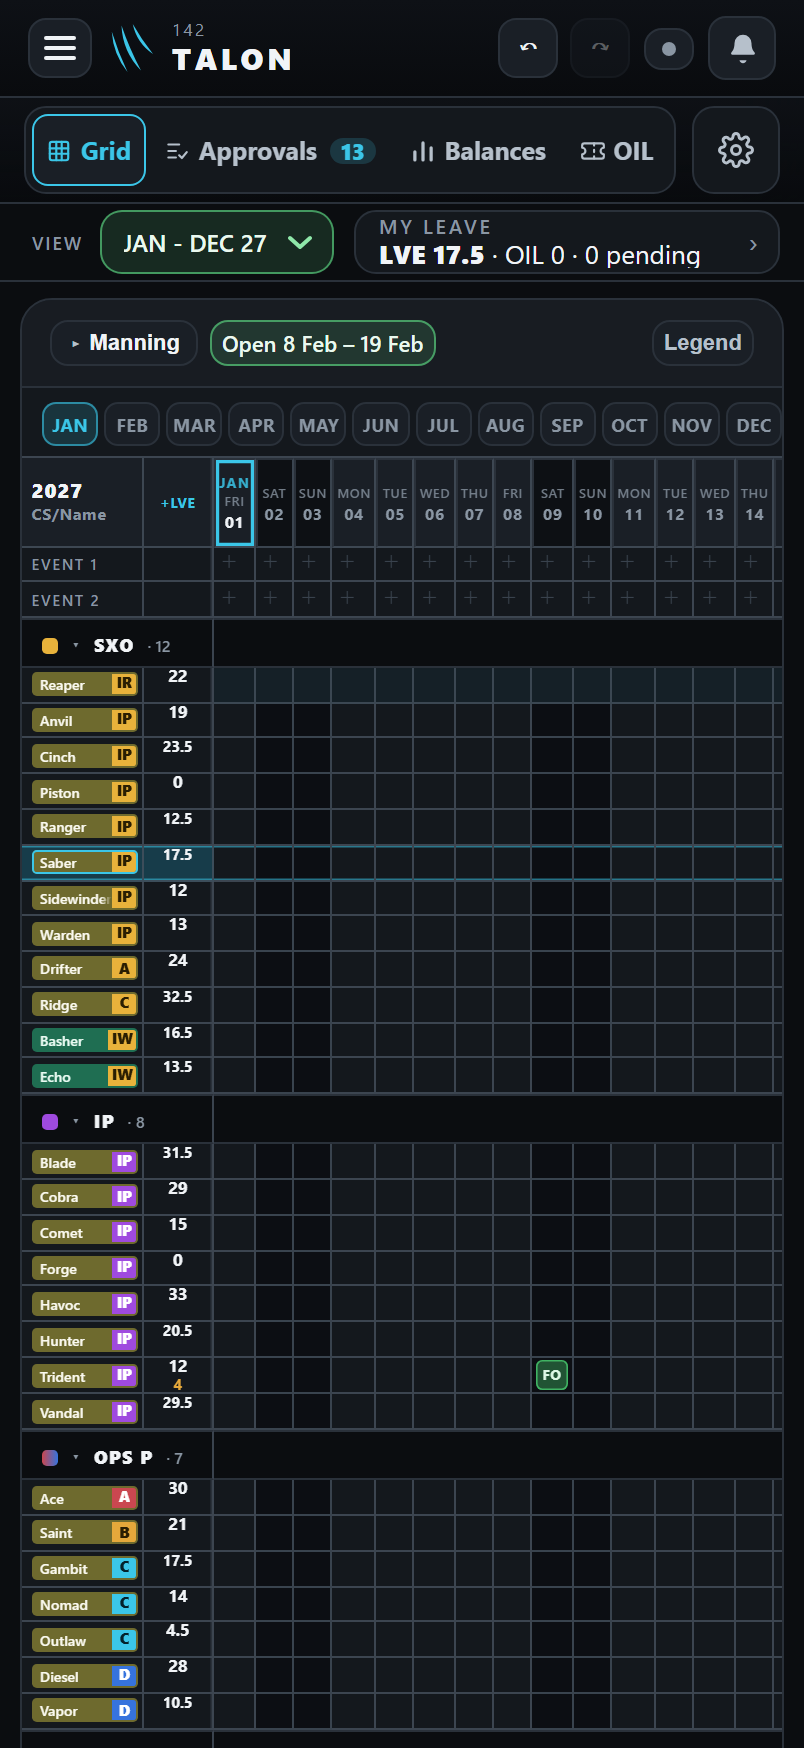 142
TALON
Grid
Approvals 13
Balances
OIL
VIEW
JAN - DEC 27
MY LEAVE
LVE 17.5 · OIL 0 · 0 pending
Manning
Open 8 Feb – 19 Feb
Legend
JAN FEB MAR APR MAY JUN JUL AUG SEP OCT NOV DEC
2027
CS/Name
+LVE
JAN FRI 01
SAT 02
SUN 03
MON 04
TUE 05
WED 06
THU 07
FRI 08
SAT 09
SUN 10
MON 11
TUE 12
WED 13
THU 14
EVENT 1 + + + + + + + + + + + + + +
EVENT 2 + + + + + + + + + + + + + +
SXO · 12
Reaper IR 22
Anvil IP 19
Cinch IP 23.5
Piston IP 0
Ranger IP 12.5
Saber IP 17.5
Sidewinder IP 12
Warden IP 13
Drifter A 24
Ridge C 32.5
Basher IW 16.5
Echo IW 13.5
IP · 8
Blade IP 31.5
Cobra IP 29
Comet IP 15
Forge IP 0
Havoc IP 33
Hunter IP 20.5
Trident IP 12 4 FO
Vandal IP 29.5
OPS P · 7
Ace A 30
Saint B 21
Gambit C 17.5
Nomad C 14
Outlaw C 4.5
Diesel D 28
Vapor D 10.5